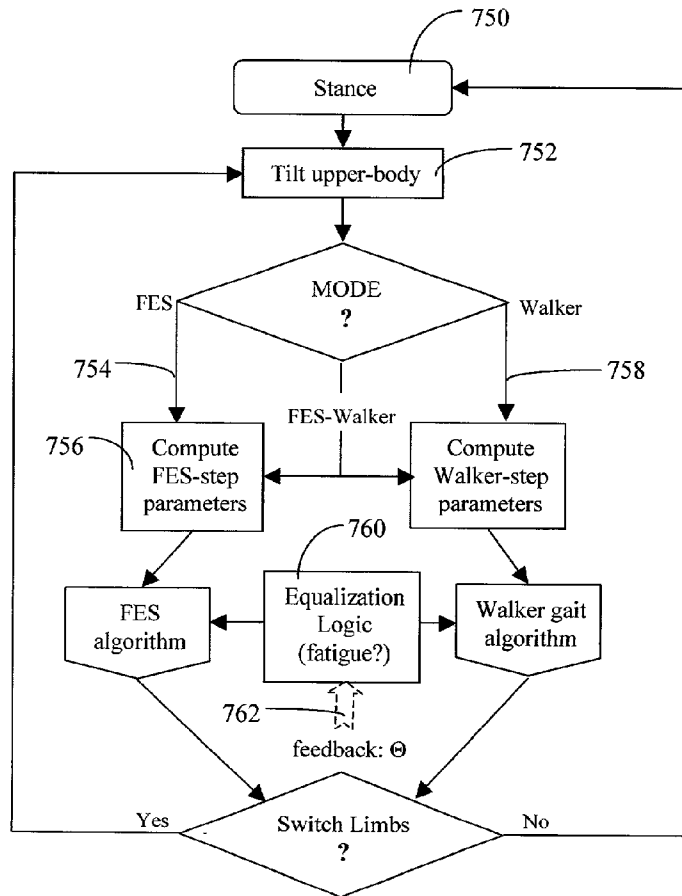 750
Stance
752
Tilt upper-body
MODE
?
FES
Walker
754
758
FES-Walker
756
Compute
FES-step
parameters
Compute
Walker-step
parameters
760
FES
algorithm
Equalization
Logic
(fatigue?)
Walker gait
algorithm
762
feedback: Θ
Yes
Switch Limbs
?
No